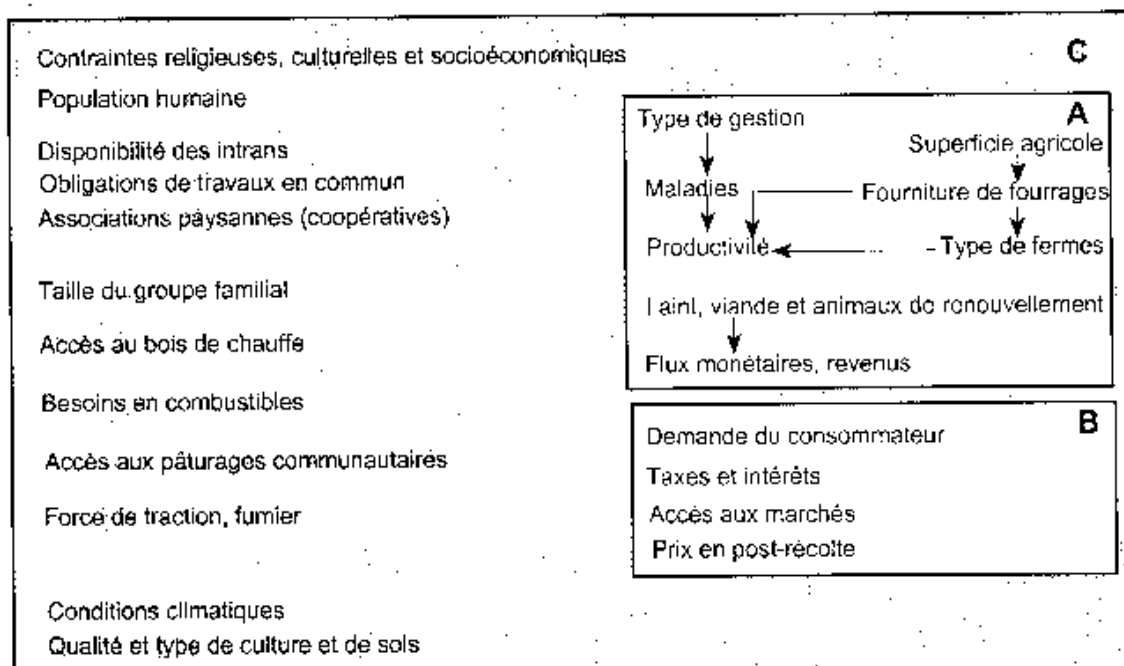 Contraintes religieuses, culturelles et socioéconomiques
C
Population humaine
Disponibilité des intrans
Obligations de travaux en commun
Associations paysannes (coopératives)
Taille du groupe familial
Accès au bois de chauffe
Besoins en combustibles
Accès aux pâturages communautaires
Force de traction, fumier
Conditions climatiques
Qualité et type de culture et de sols
A
Type de gestion
Superficie agricole
Maladies
Fourniture de fourrages
Productivité
Type de fermes
Laint, viande et animaux de renouvellement
Flux monétaires, revenus
B
Demande du consommateur
Taxes et intérêts
Accès aux marchés
Prix en post-récolte